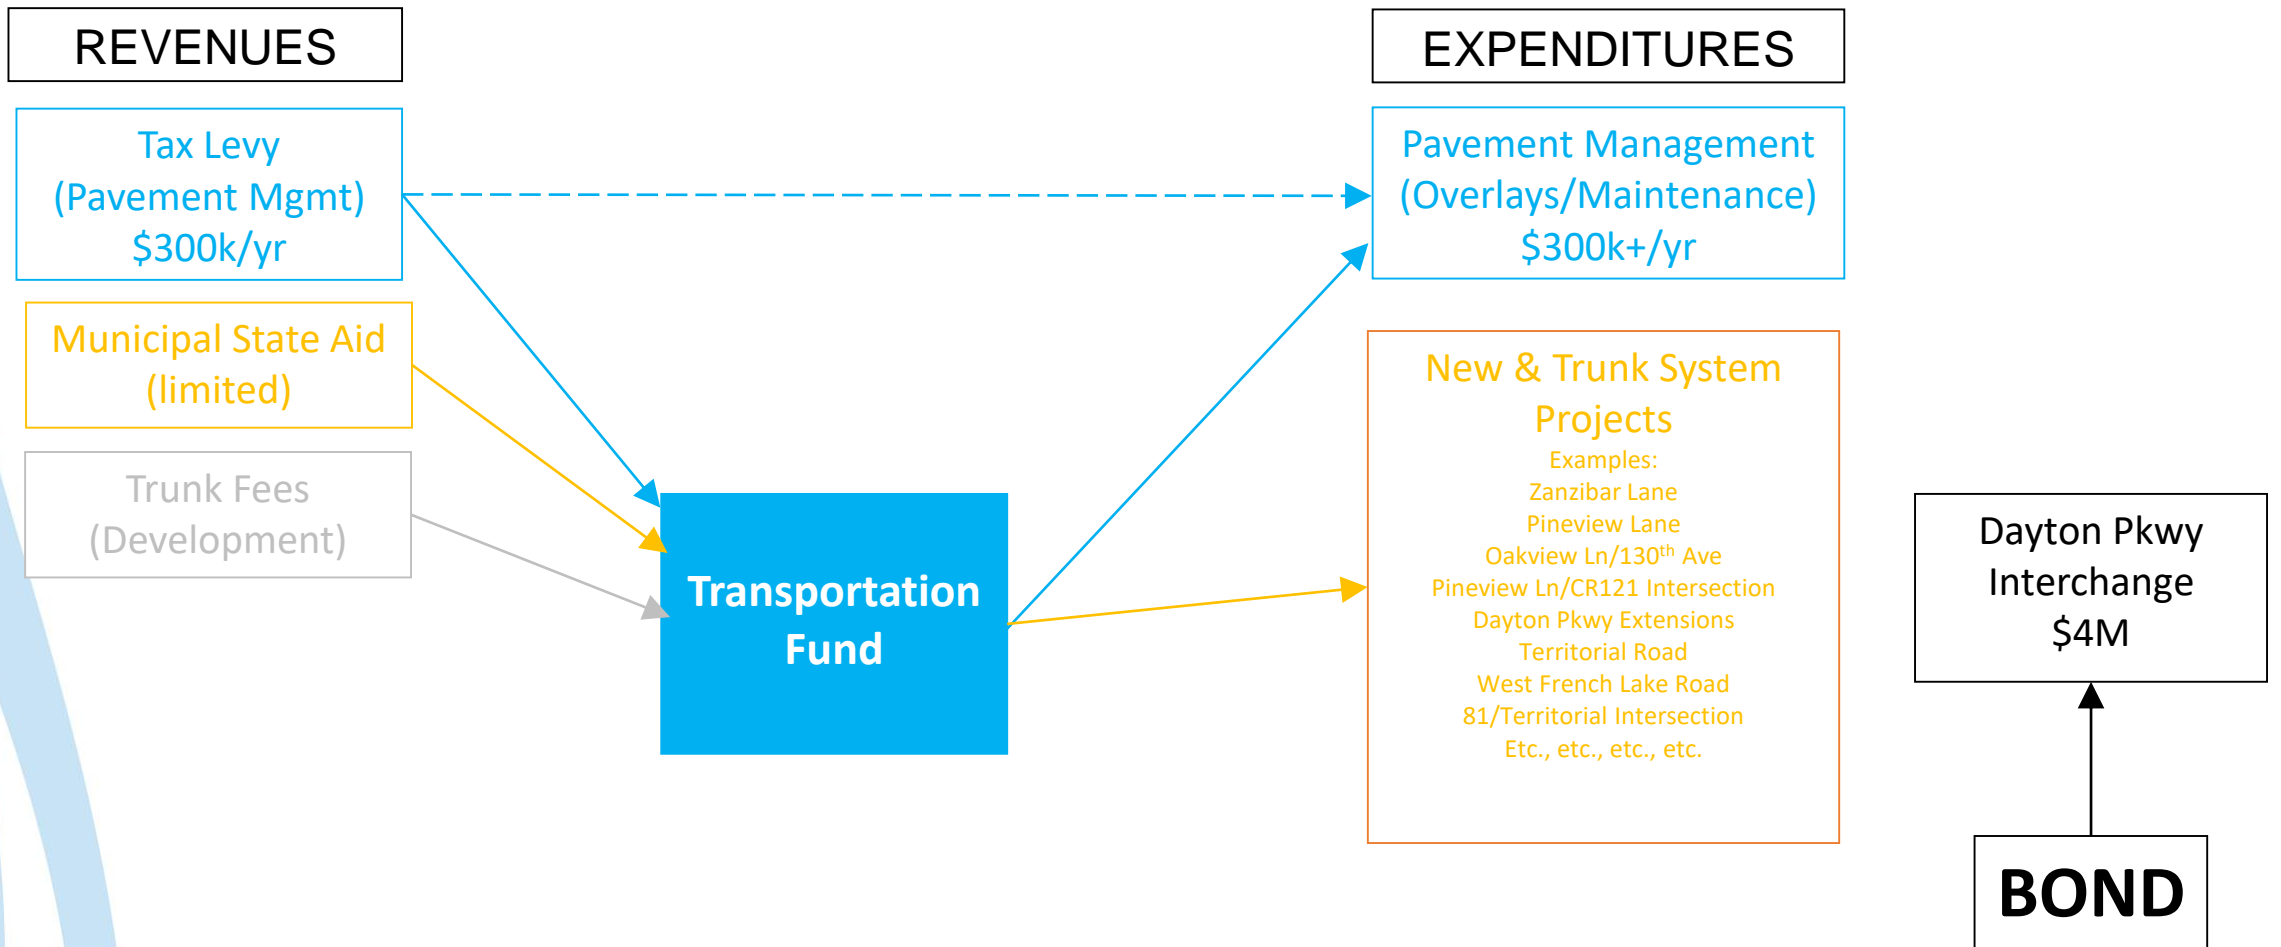 REVENUES
Tax Levy
(Pavement Mgmt)
$300k/yr
Municipal State Aid
(limited)
Trunk Fees
(Development)
Transportation
Fund
EXPENDITURES
Pavement Management
(Overlays/Maintenance)
$300k+/yr
New & Trunk System
Projects
Examples:
Zanzibar Lane
Pineview Lane
Oakview Ln/130th Ave
Pineview Ln/CR121 Intersection
Dayton Pkwy Extensions
Territorial Road
West French Lake Road
81/Territorial Intersection
Etc., etc., etc., etc.
Dayton Pkwy
Interchange
$4M
BOND